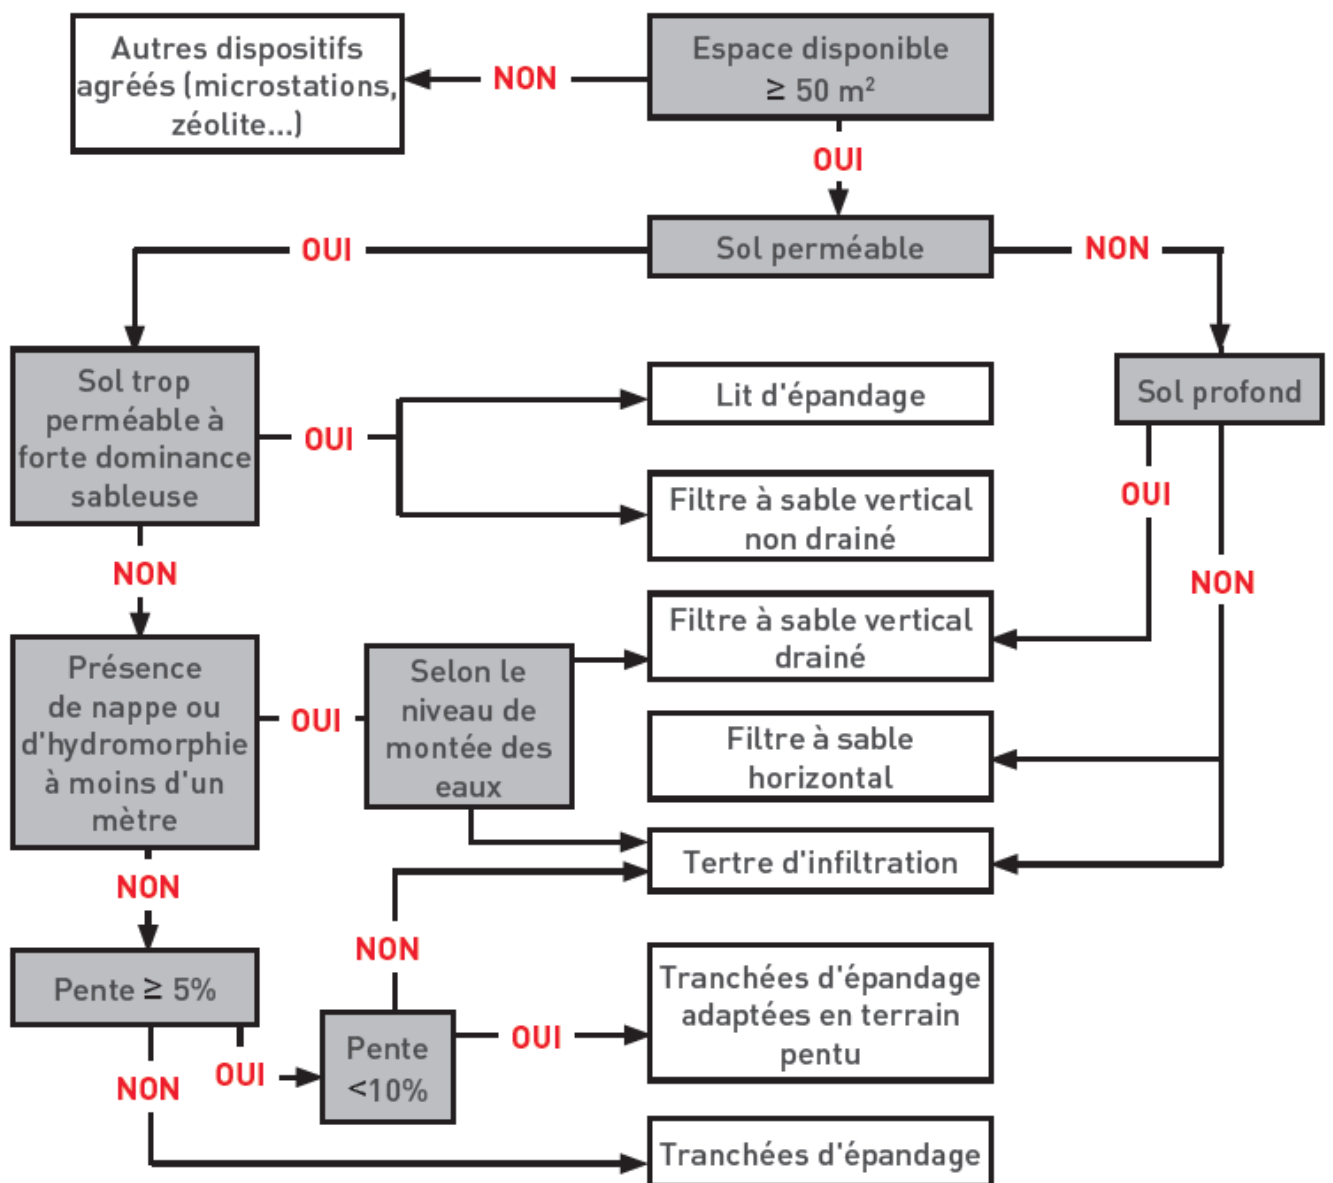 Autres dispositifs
agréés (microstations,
zéolite...)
NON
Espace disponible
≥ 50 m²
OUI
OUI
Sol perméable
NON
Sol trop
perméable à
forte dominance
sableuse
OUI
Lit d'épandage
Sol profond
Filtre à sable vertical
non drainé
OUI
NON
NON
Présence
de nappe ou
d'hydromorphie
à moins d'un
mètre
OUI
Selon le
niveau de
montée des
eaux
Filtre à sable vertical
drainé
Filtre à sable
horizontal
Tertre d'infiltration
NON
NON
Pente ≥ 5%
OUI
NON
Pente
<10%
OUI
Tranchées d'épandage
adaptées en terrain
pentu
Tranchées d'épandage